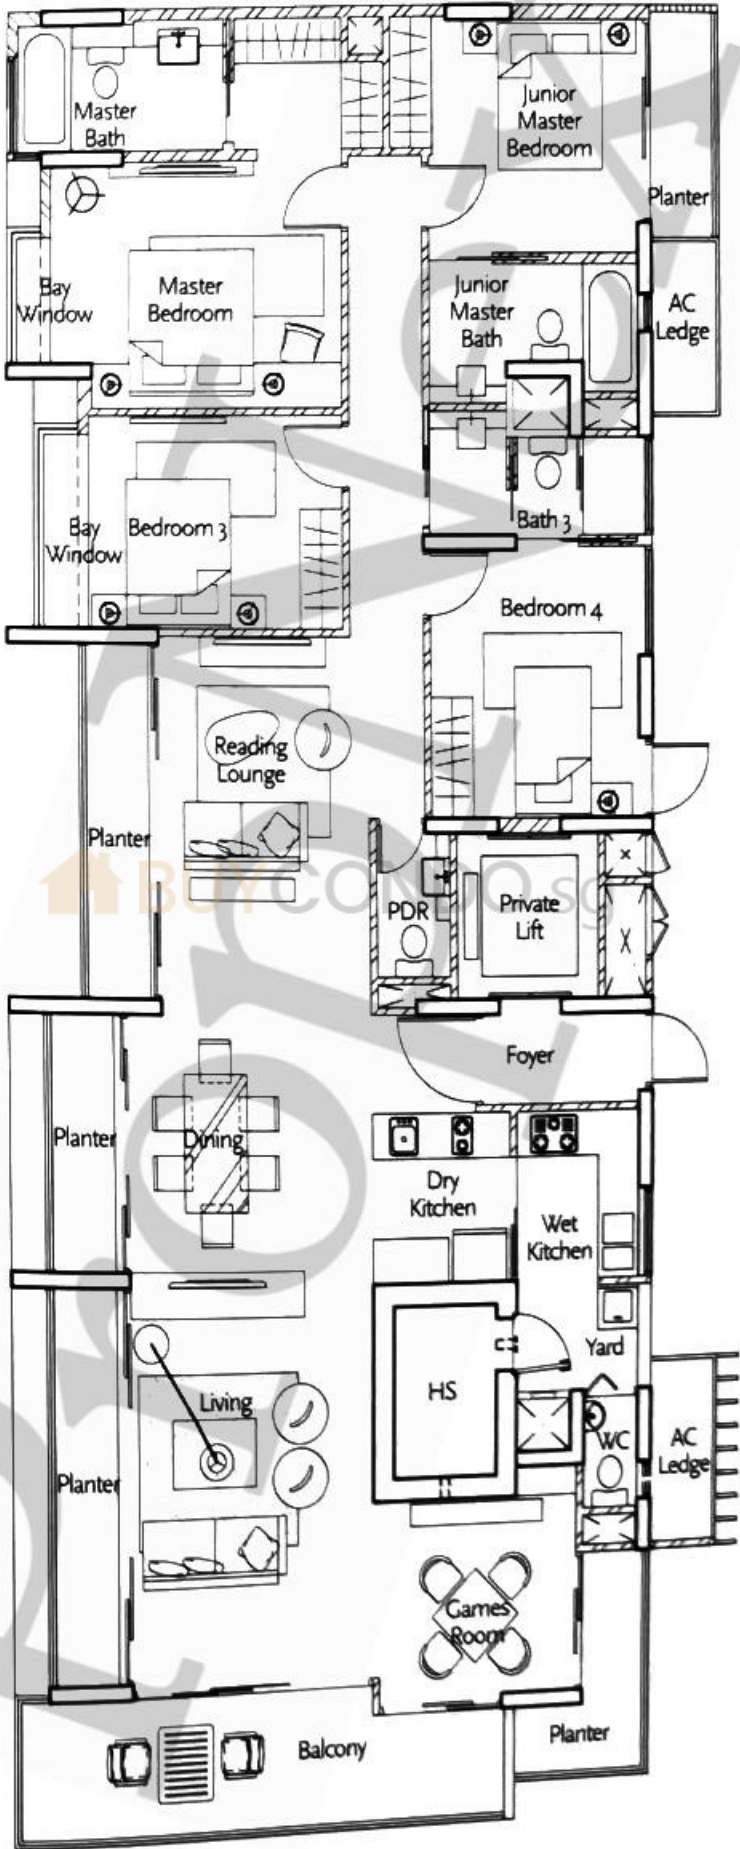 Master
Bath
Junior
Master
Bedroom
Planter
Bay
Window
Master
Bedroom
Junior
Master
Bath
AC
Ledge
Bay
Window
Bedroom 3
Bath 3
Bedroom 4
Reading
Lounge
Planter
BUYCONDO.sg
PDR
Private
Lift
Foyer
Planter
Dining
Dry
Kitchen
Wet
Kitchen
Yard
HS
Living
WC
AC
Ledge
Planter
Games
Room
Balcony
Planter